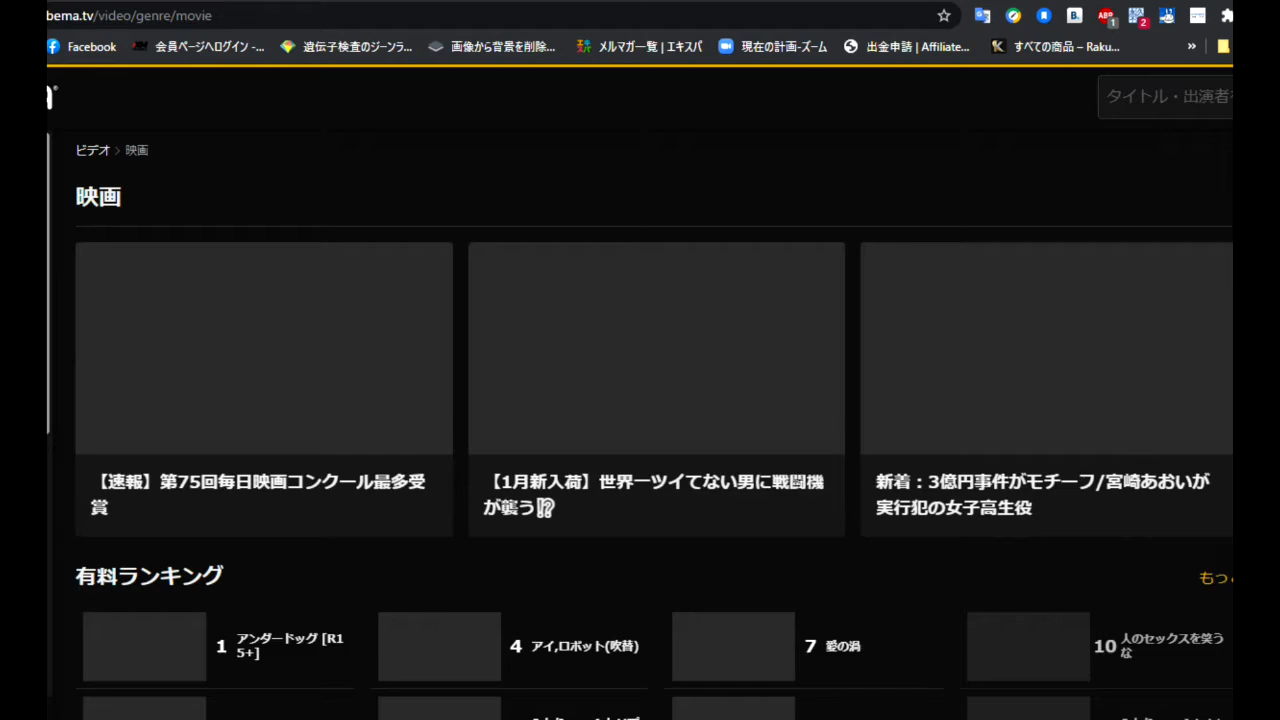 bema.tv/video/genre/movie
Facebook 会員ページへログイン -... 遺伝子検査のジーンラ... 画像から背景を削除... メルマガ一覧 | エキスパ 現在の計画-ズーム 出金申請 | Affiliate... すべての商品 – Raku... »
タイトル・出演者
ビデオ > 映画
映画
【速報】第75回毎日映画コンクール最多受
賞
【1月新入荷】世界一ツイてない男に戦闘機
が襲う⁉
新着：3億円事件がモチーフ/宮崎あおいが
実行犯の女子高生役
有料ランキング
もっ
1 アンダードッグ [R1
5+]
4 アイ,ロボット(吹替)
7 愛の渦
10 人のセックスを笑う
な